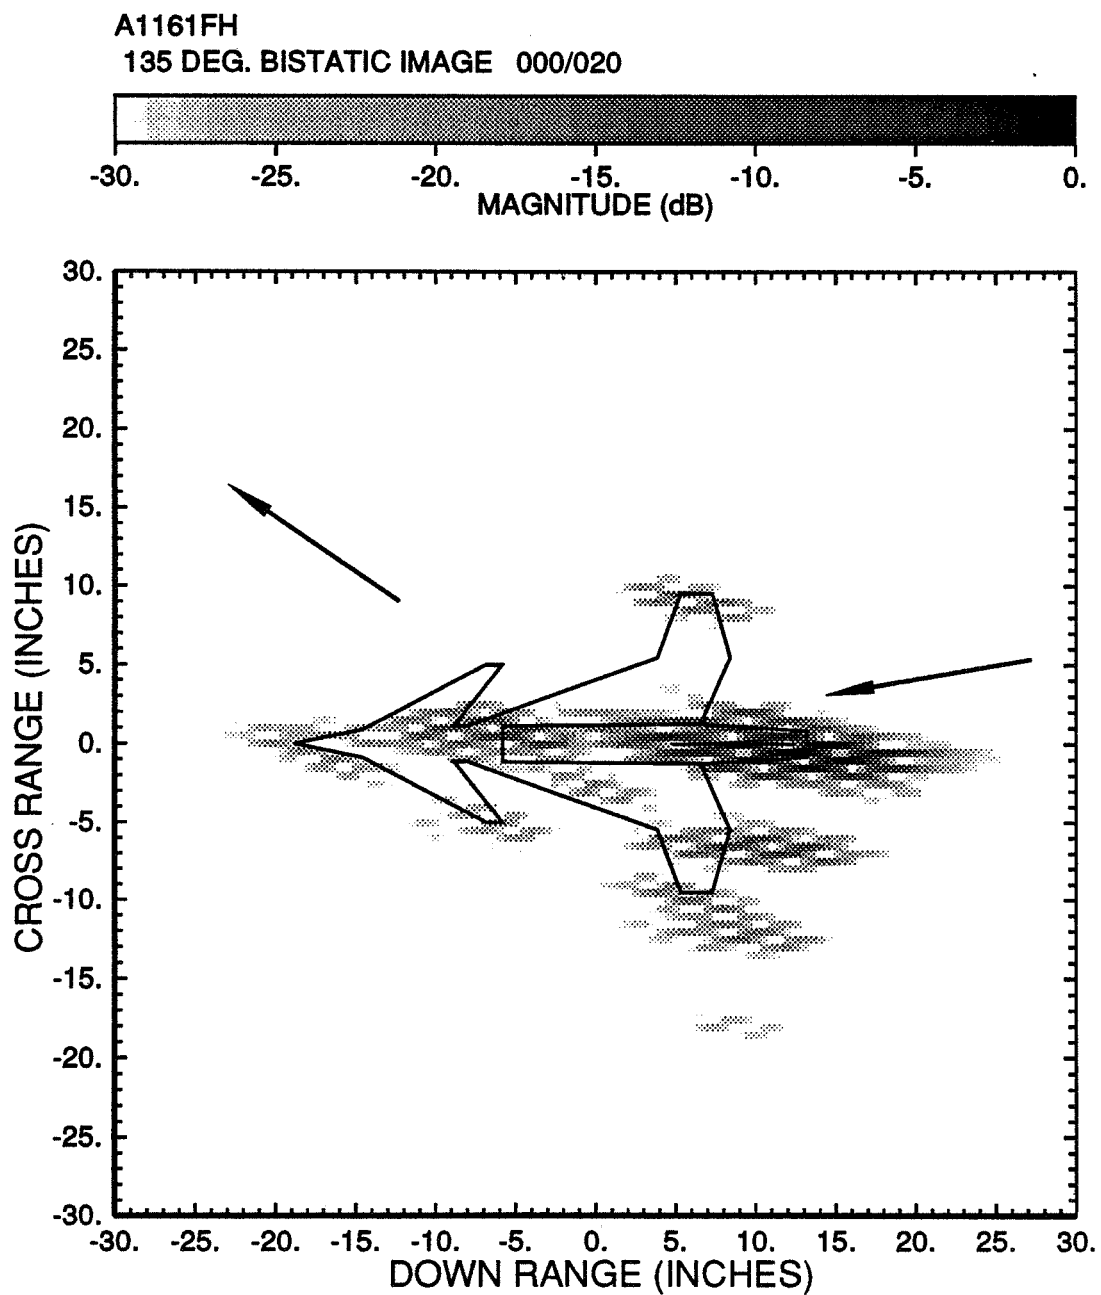 A1161FH
135 DEG. BISTATIC IMAGE 000/020
-30. -25. -20. -15. -10. -5. 0.
MAGNITUDE (dB)
30.
25.
20.
15.
10.
5.
0.
-5.
-10.
-15.
-20.
-25.
-30.
CROSS RANGE (INCHES)
-30. -25. -20. -15. -10. -5. 0. 5. 10. 15. 20. 25. 30.
DOWN RANGE (INCHES)